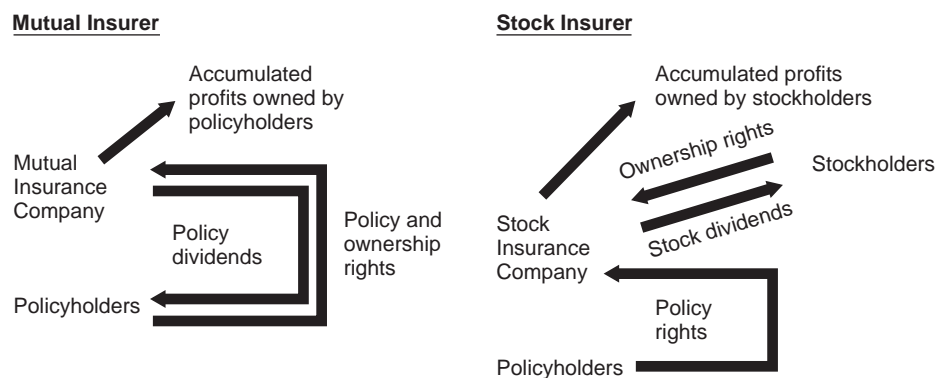 Mutual Insurer
Accumulated
profits owned by
policyholders
Mutual
Insurance
Company
Policy
dividends
Policy and
ownership
rights
Policyholders
Stock Insurer
Accumulated profits
owned by stockholders
Ownership rights
Stockholders
Stock dividends
Stock
Insurance
Company
Policy
rights
Policyholders